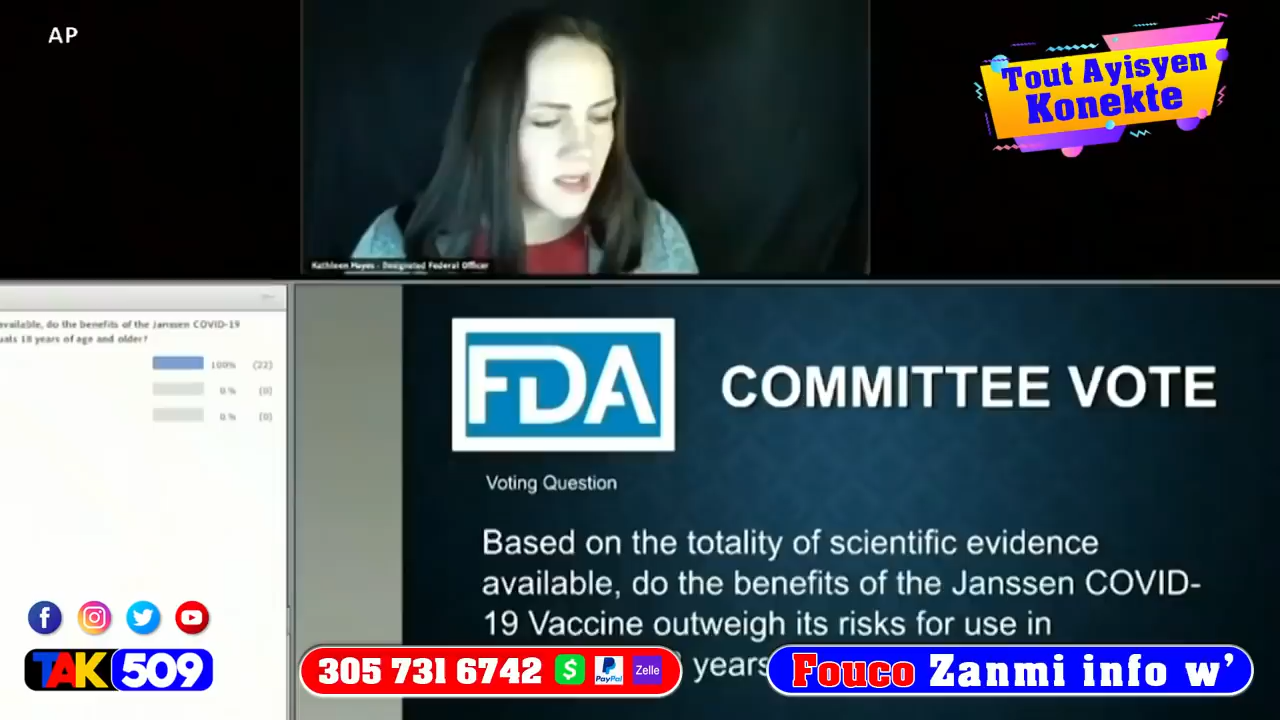 AP
Tout Ayisyen
Konekte
Kathleen Hayes - Designated Federal Officer
available, do the benefits of the Janssen COVID-19
uals 18 years of age and older?
100% (22)
0% (0)
0% (0)
FDA
COMMITTEE VOTE
Voting Question
Based on the totality of scientific evidence
available, do the benefits of the Janssen COVID-
19 Vaccine outweigh its risks for use in
years
TAK 509
305 731 6742
$
PayPal
Zelle
Fouco Zanmi info w'